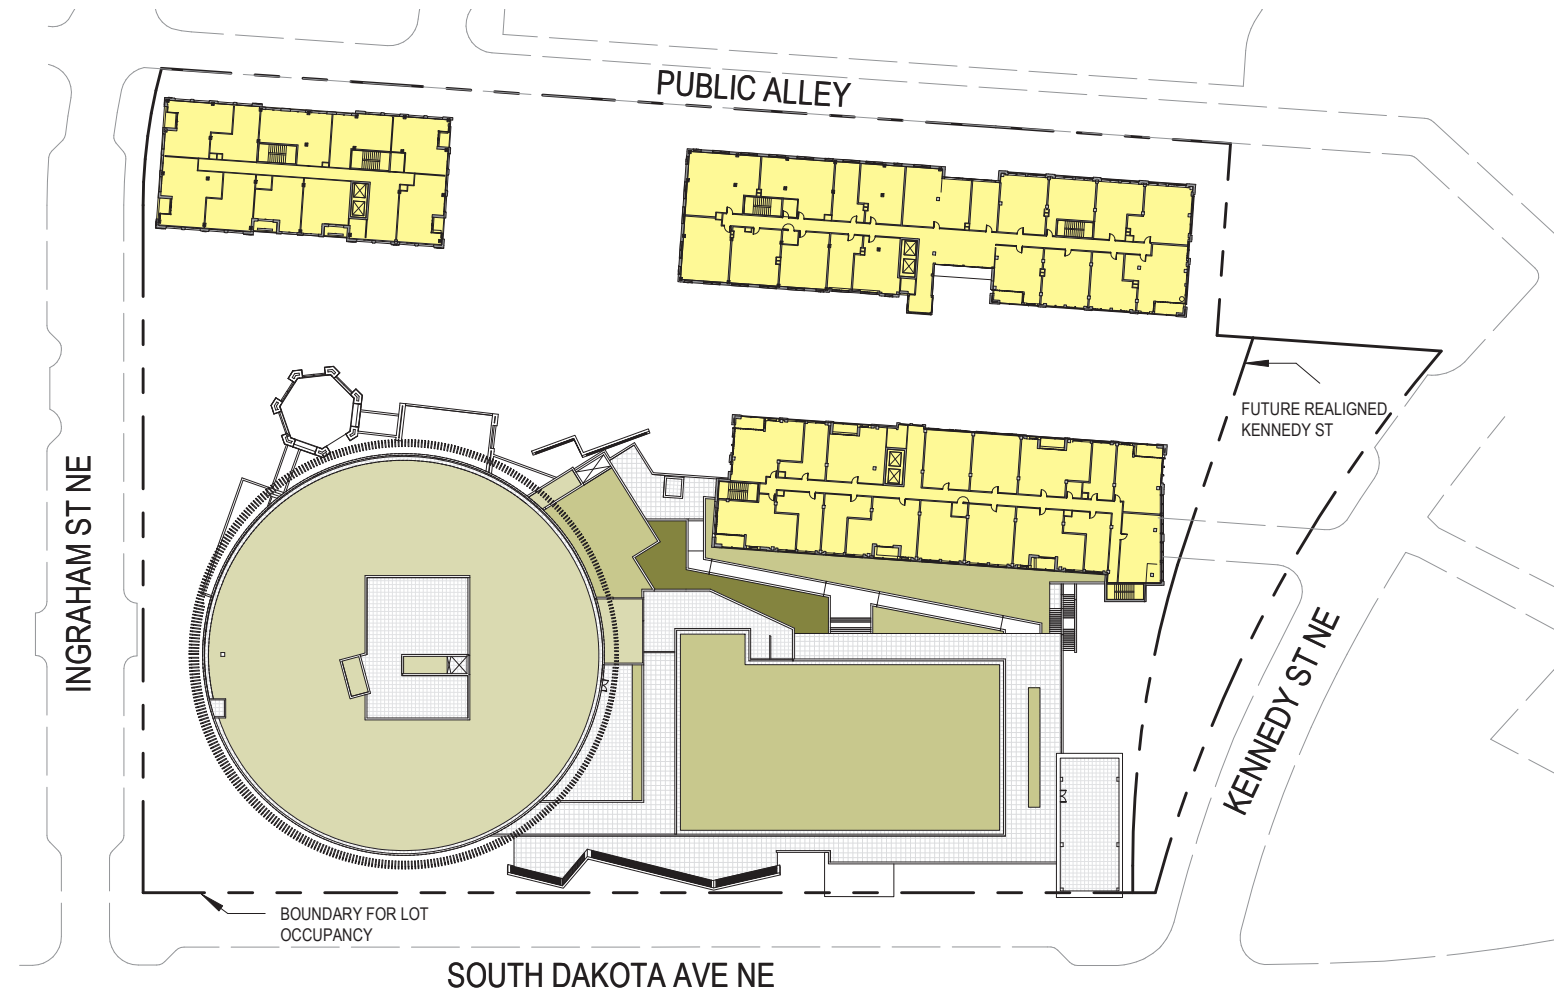 PUBLIC ALLEY
FUTURE REALIGNED
KENNEDY ST
INGRAHAM ST NE
KENNEDY ST NE
BOUNDARY FOR LOT
OCCUPANCY
SOUTH DAKOTA AVE NE